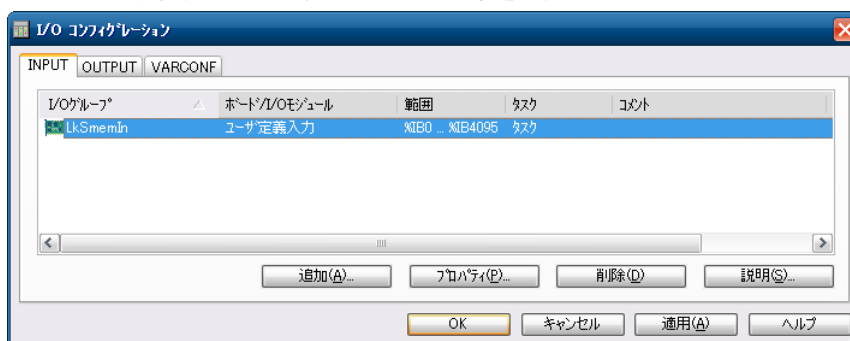 I/O ｺﾝﾌｨｸﾞﾚｰｼｮﾝ
INPUT OUTPUT VARCONF
I/Oｸﾞﾙｰﾌﾟ ﾎﾞｰﾄﾞ/I/Oﾓｼﾞｭｰﾙ 範囲 ﾀｽｸ ｺﾒﾝﾄ
LkSmemIn ユーザ定義入力 %IB0 ... %IB4095 ﾀｽｸ
追加(A)... ﾌﾟﾛﾊﾟﾃｨ(P)... 削除(D) 説明(S)...
OK キャンセル 適用(A) ヘルプ